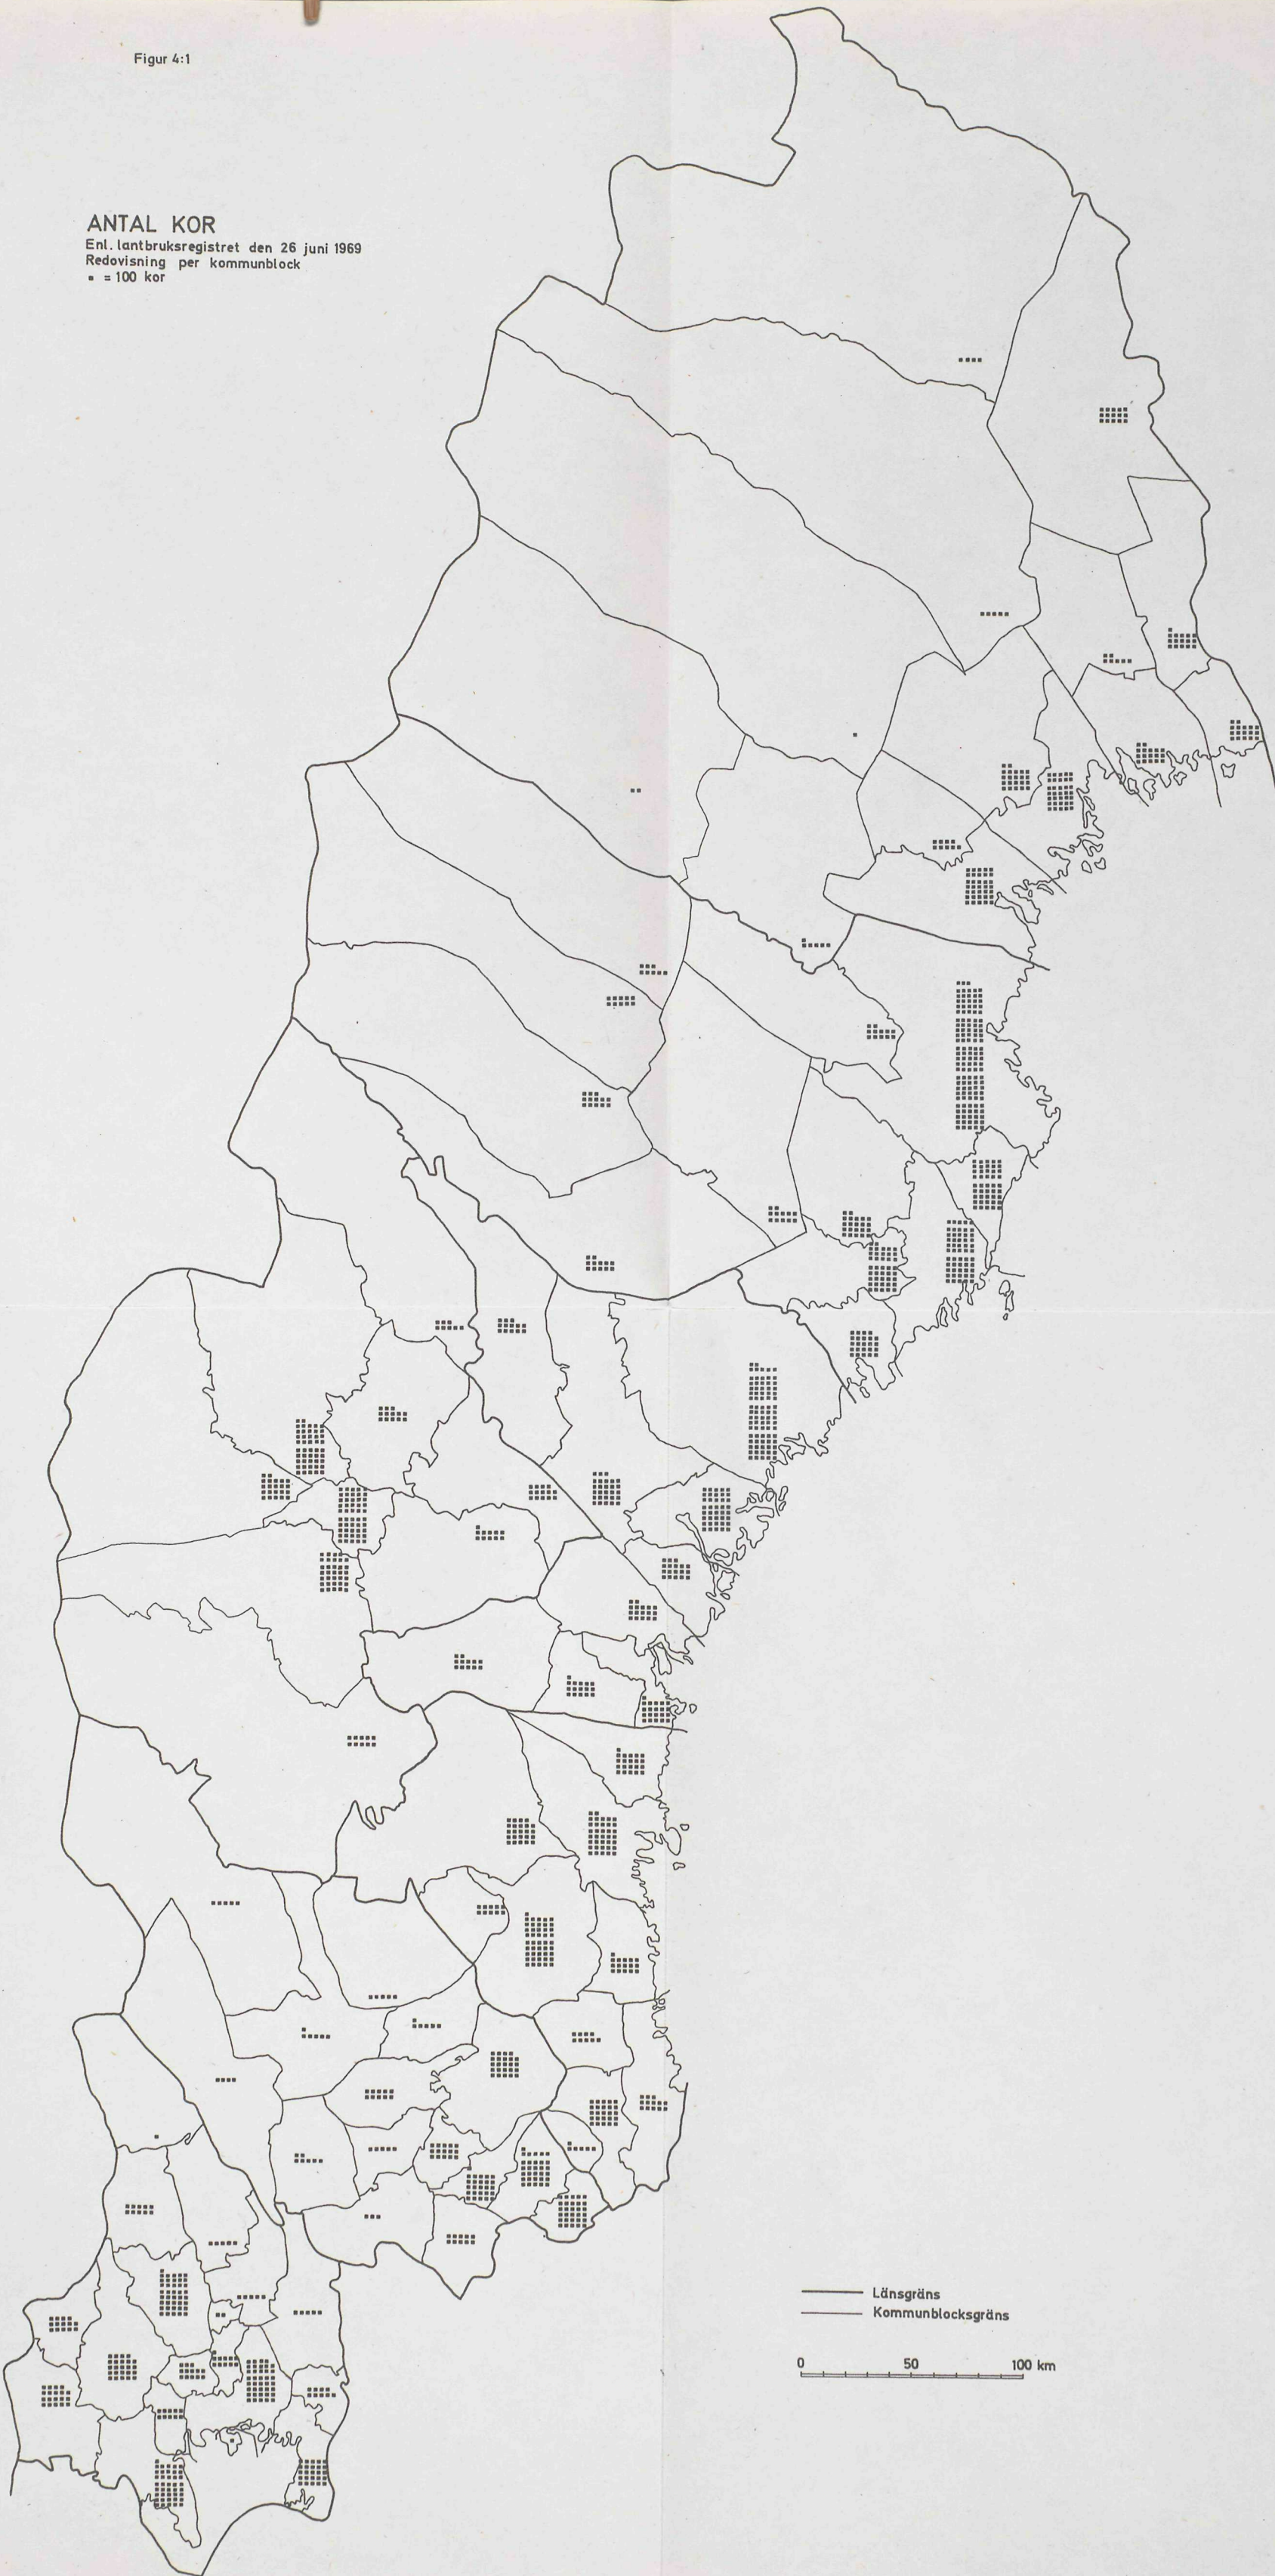 Figur 4:1
ANTAL KOR
Enl. lantbruksregistret den 26 juni 1969
Redovisning per kommunblock
▪ = 100 kor
Länsgräns
Kommunblocksgräns
0 50 100 km